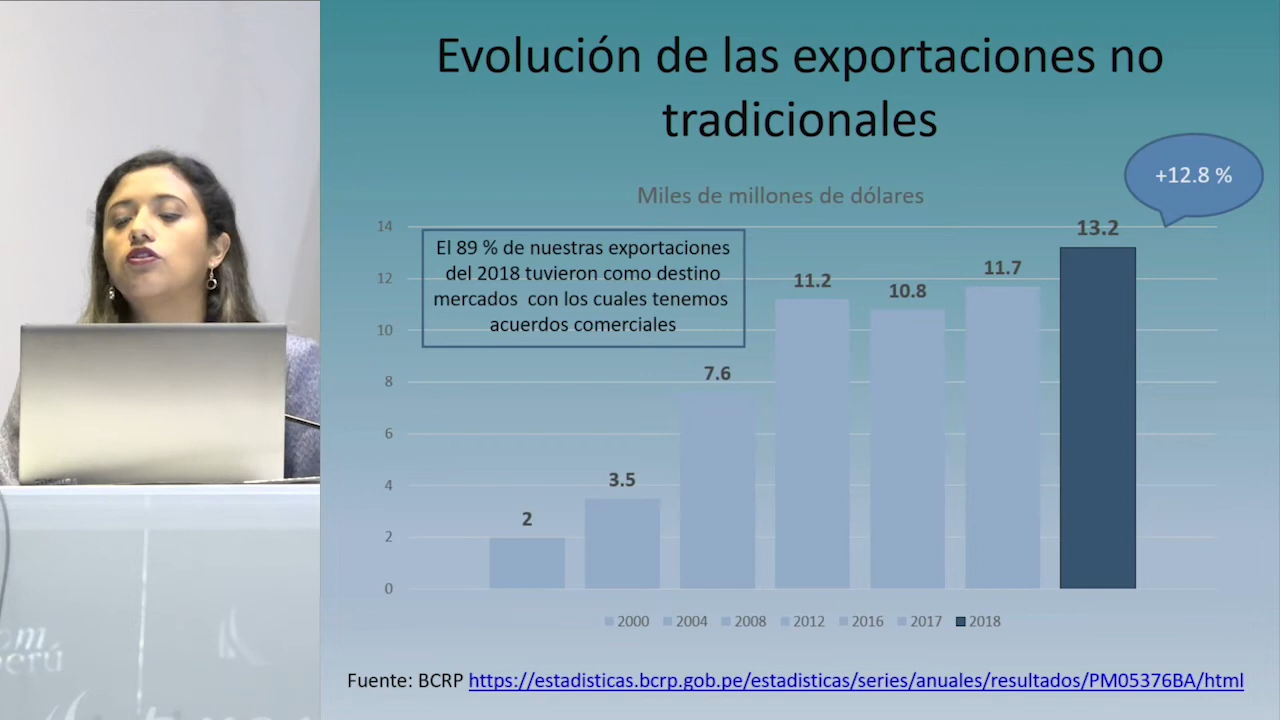 Evolución de las exportaciones no
tradicionales
+12.8 %
Miles de millones de dólares
El 89 % de nuestras exportaciones
del 2018 tuvieron como destino
mercados con los cuales tenemos
acuerdos comerciales
14
12
10
8
6
4
2
0
2
3.5
7.6
11.2
10.8
11.7
13.2
2000 2004 2008 2012 2016 2017 2018
Fuente: BCRP https://estadisticas.bcrp.gob.pe/estadisticas/series/anuales/resultados/PM05376BA/html